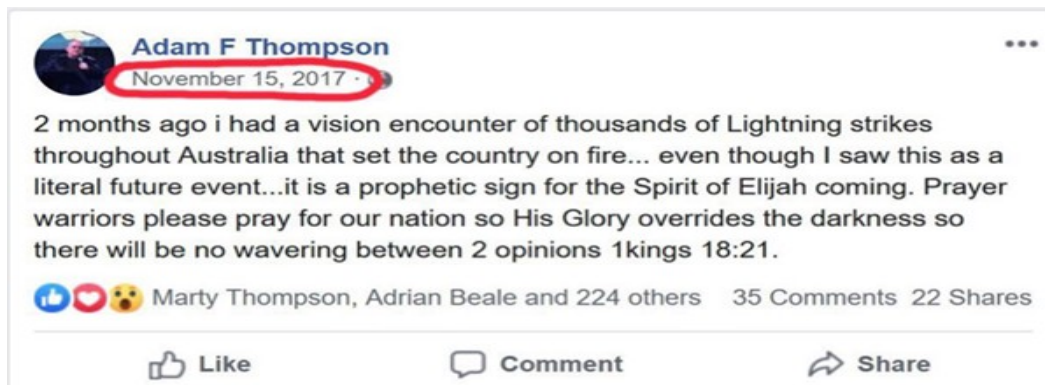 Adam F Thompson
November 15, 2017 ·
2 months ago i had a vision encounter of thousands of Lightning strikes
throughout Australia that set the country on fire... even though I saw this as a
literal future event...it is a prophetic sign for the Spirit of Elijah coming. Prayer
warriors please pray for our nation so His Glory overrides the darkness so
there will be no wavering between 2 opinions 1kings 18:21.
Marty Thompson, Adrian Beale and 224 others 35 Comments 22 Shares
Like Comment Share